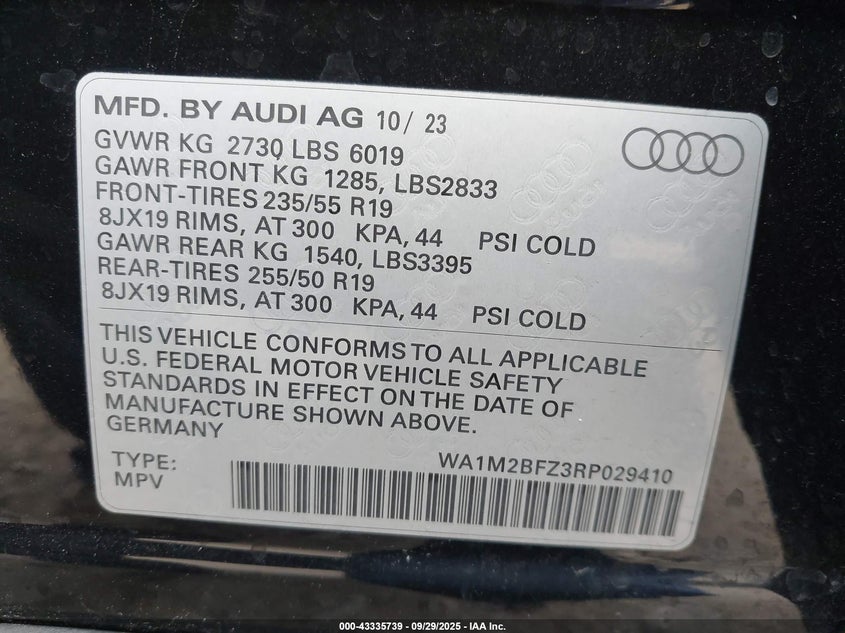 MFD. BY AUDI AG 10/ 23
GVWR KG 2730 LBS 6019
GAWR FRONT KG 1285, LBS2833
FRONT-TIRES 235/55 R19
8JX19 RIMS, AT 300 KPA, 44 PSI COLD
GAWR REAR KG 1540, LBS3395
REAR-TIRES 255/50 R19
8JX19 RIMS, AT 300 KPA, 44 PSI COLD
THIS VEHICLE CONFORMS TO ALL APPLICABLE
U.S. FEDERAL MOTOR VEHICLE SAFETY
STANDARDS IN EFFECT ON THE DATE OF
MANUFACTURE SHOWN ABOVE.
GERMANY
TYPE: WA1M2BFZ3RP029410
MPV
000-43335739 - 09/29/2025 - IAA Inc.